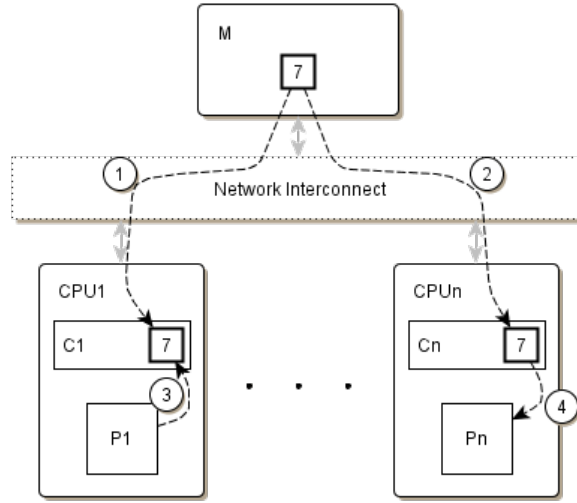 M
7
1
2
Network Interconnect
CPU1
CPUn
C1
7
Cn
7
3
4
P1
Pn